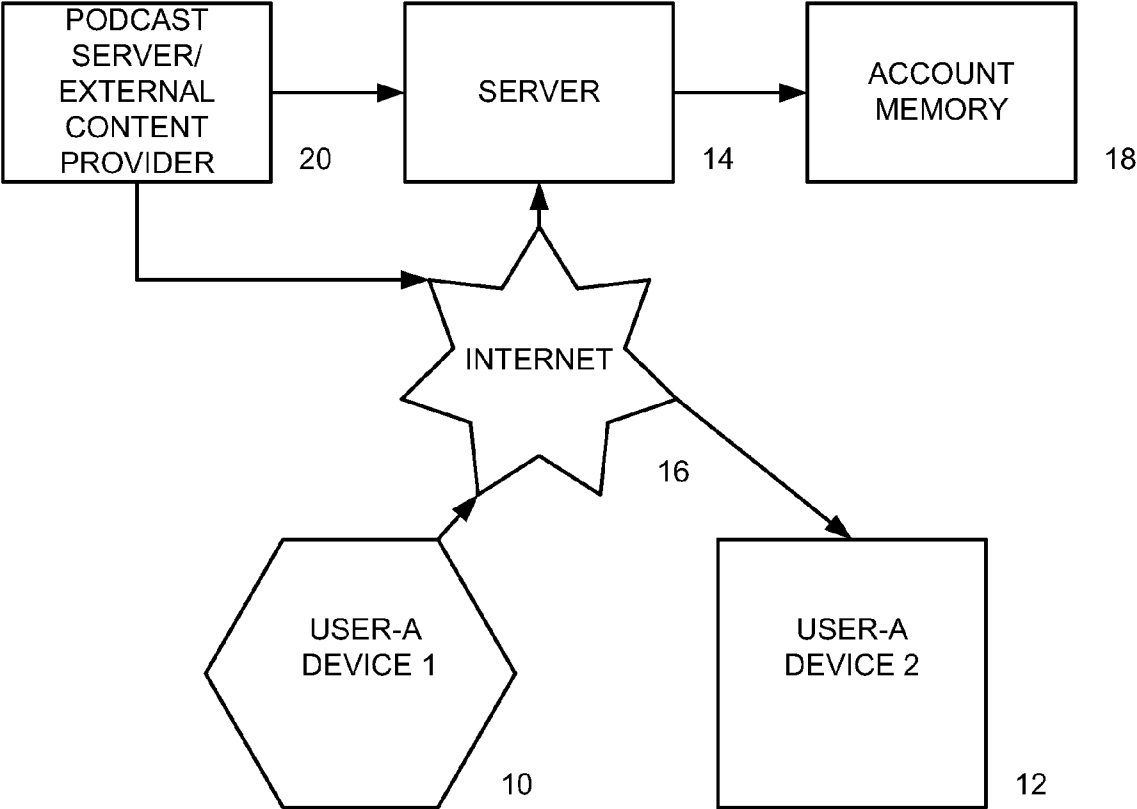 PODCAST
SERVER/
EXTERNAL
CONTENT
PROVIDER
20
SERVER
14
ACCOUNT
MEMORY
18
INTERNET
16
USER-A
DEVICE 1
10
USER-A
DEVICE 2
12